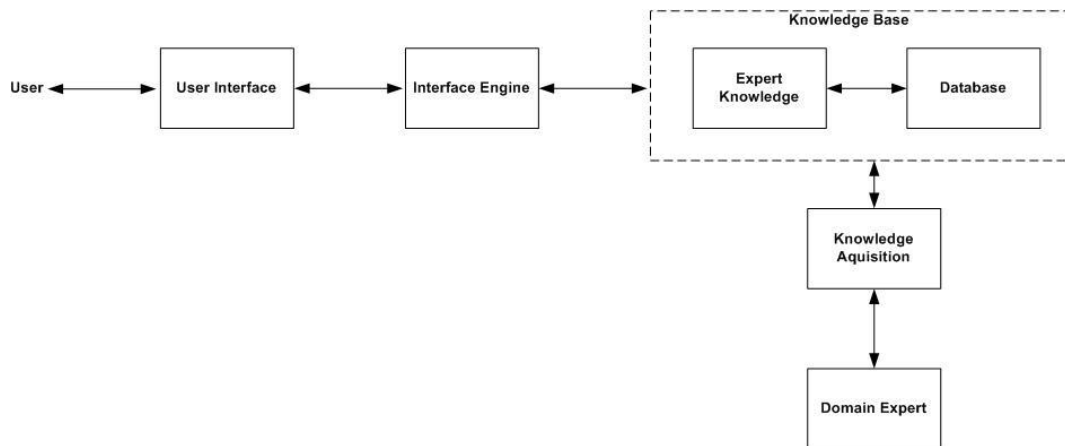 Knowledge Base
User
User Interface
Interface Engine
Expert
Knowledge
Database
Knowledge
Aquisition
Domain Expert